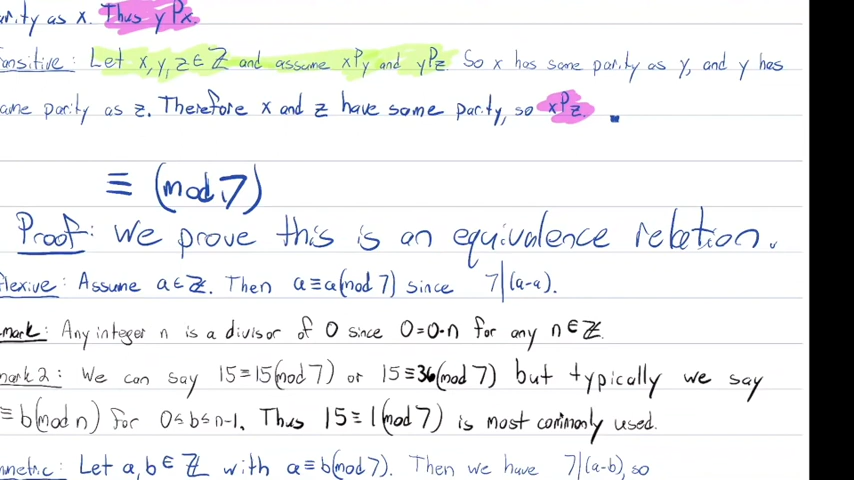 arity as x. Thus yPx.
ansitive: Let x, y, z ∈ ℤ and assume xPy and yPz. So x has same parity as y, and y has
ame parity as z. Therefore x and z have same parity, so xPz.
≡ (mod 7)
Proof: We prove this is an equivalence relation.
flexive: Assume a ∈ ℤ. Then a ≡ a (mod 7) since 7 | (a-a).
mark: Any integer n is a divisor of 0 since 0 = 0·n for any n ∈ ℤ.
mark 2: We can say 15 ≡ 15 (mod 7) or 15 ≡ 36 (mod 7) but typically we say
≡ b (mod n) for 0 ≤ b ≤ n-1. Thus 15 ≡ 1 (mod 7) is most commonly used.
mmetric: Let a, b ∈ ℤ with a ≡ b (mod 7). Then we have 7 | (a-b), so